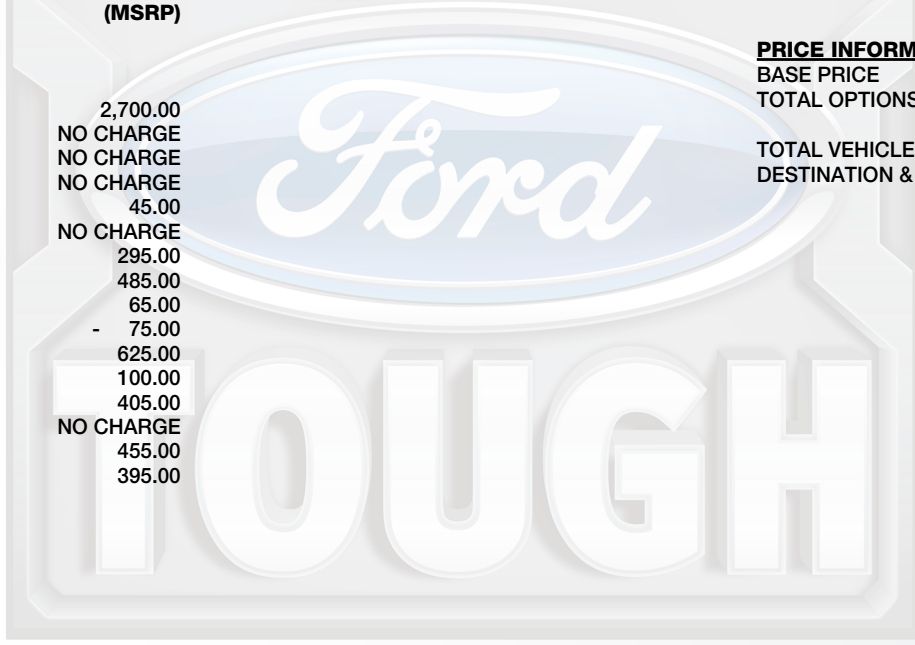 (MSRP)
2,700.00
NO CHARGE
NO CHARGE
NO CHARGE
45.00
NO CHARGE
295.00
485.00
65.00
- 75.00
625.00
100.00
405.00
NO CHARGE
455.00
395.00
PRICE INFORM
BASE PRICE
TOTAL OPTIONS
TOTAL VEHICLE
DESTINATION &
Ford
TOUGH